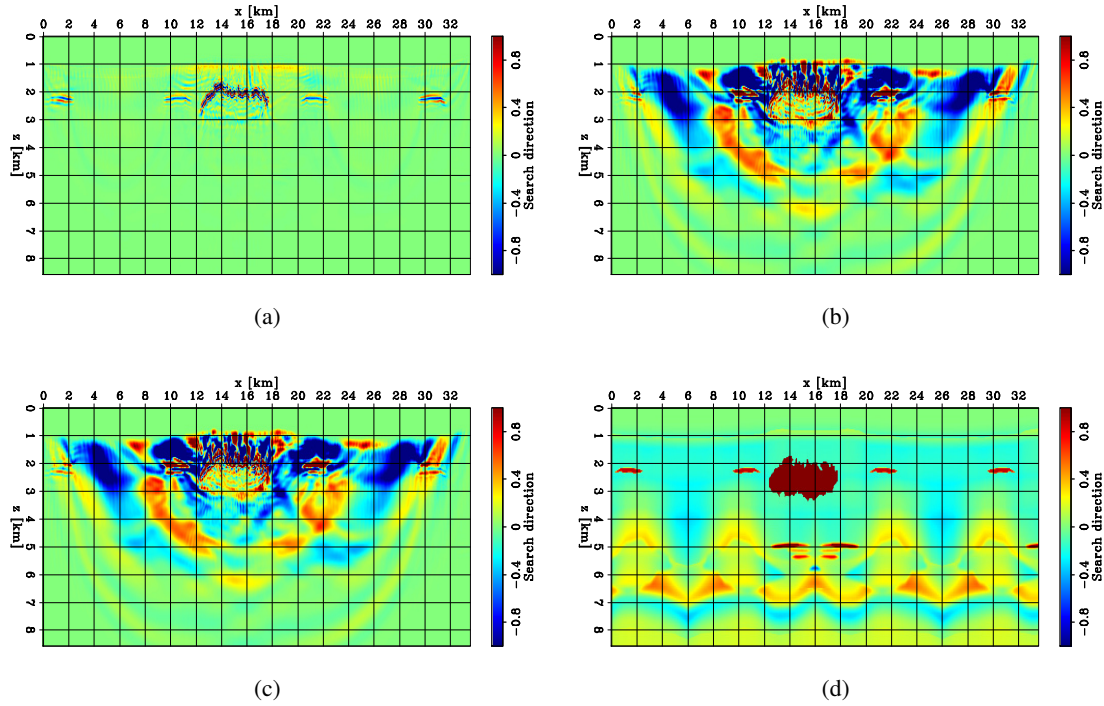 x [km]
0 2 4 6 8 10 12 14 16 18 20 22 24 26 28 30 32
0 1 2 3 4 5 6 7 8
z [km]
0.8 0.4 0 −0.4 −0.8
Search direction
(a)
x [km]
0 2 4 6 8 10 12 14 16 18 20 22 24 26 28 30 32
0 1 2 3 4 5 6 7 8
z [km]
0.8 0.4 0 −0.4 −0.8
Search direction
(b)
x [km]
0 2 4 6 8 10 12 14 16 18 20 22 24 26 28 30 32
0 1 2 3 4 5 6 7 8
z [km]
0.8 0.4 0 −0.4 −0.8
Search direction
(c)
x [km]
0 2 4 6 8 10 12 14 16 18 20 22 24 26 28 30 32
0 1 2 3 4 5 6 7 8
z [km]
0.8 0.4 0 −0.4 −0.8
Search direction
(d)